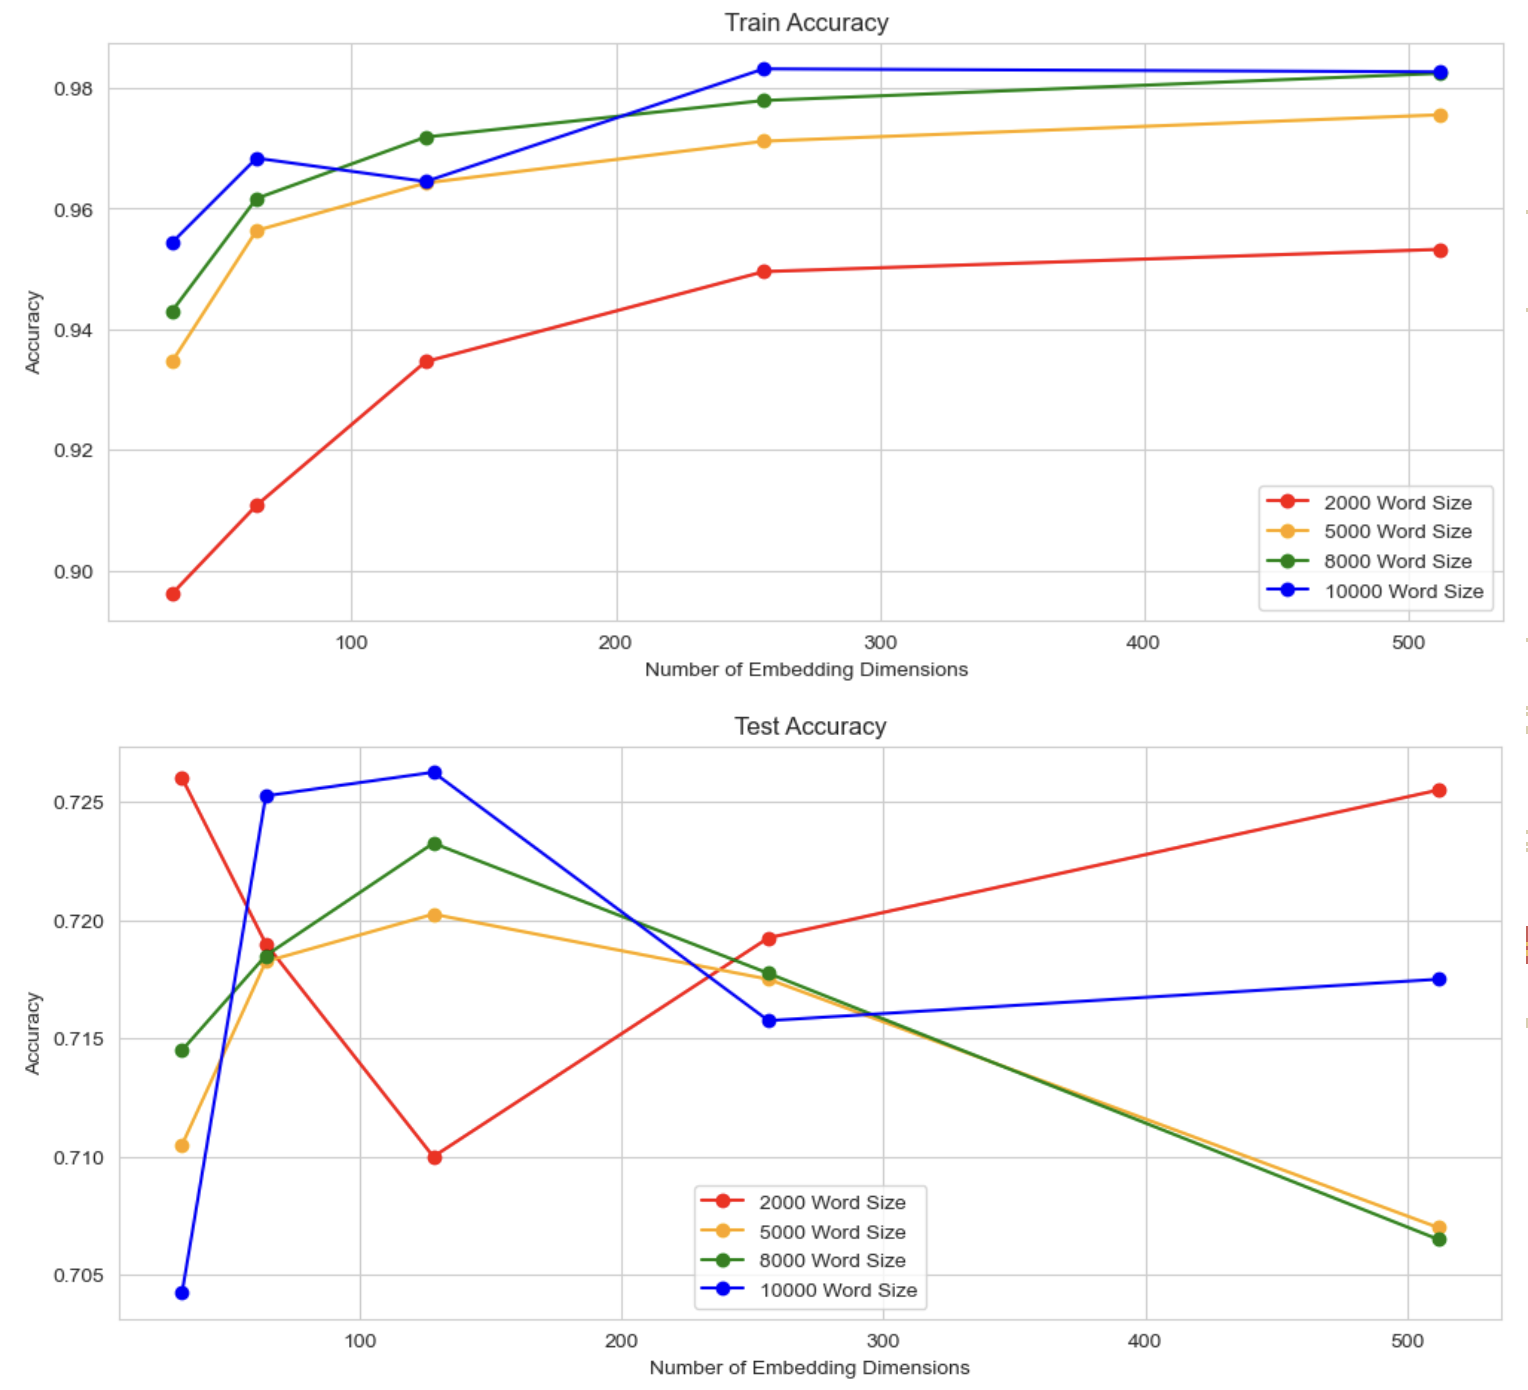 Train Accuracy
0.98
0.96
0.94
0.92
0.90
Accuracy
2000 Word Size
5000 Word Size
8000 Word Size
10000 Word Size
100 200 300 400 500
Number of Embedding Dimensions
Test Accuracy
0.725
0.720
0.715
0.710
0.705
Accuracy
2000 Word Size
5000 Word Size
8000 Word Size
10000 Word Size
100 200 300 400 500
Number of Embedding Dimensions